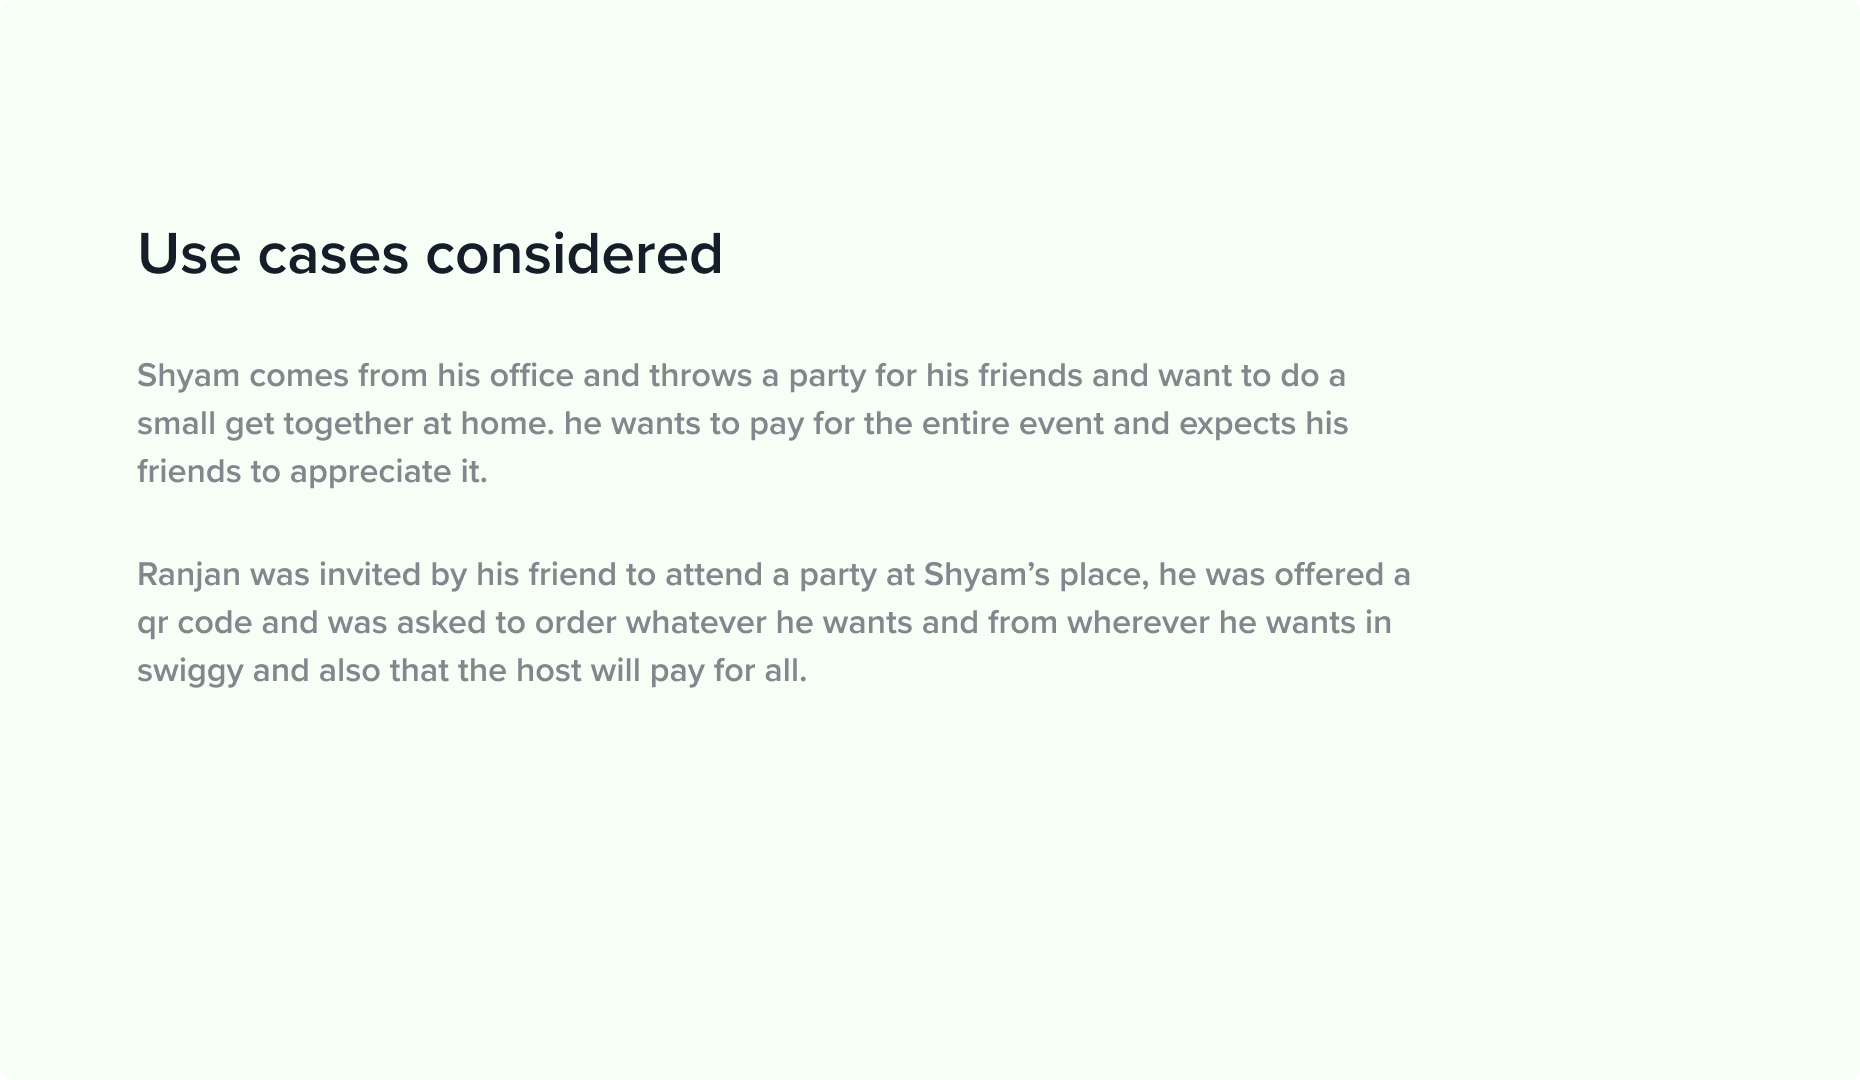 Use cases considered
Shyam comes from his office and throws a party for his friends and want to do a
small get together at home. he wants to pay for the entire event and expects his
friends to appreciate it.
Ranjan was invited by his friend to attend a party at Shyam’s place, he was offered a
qr code and was asked to order whatever he wants and from wherever he wants in
swiggy and also that the host will pay for all.